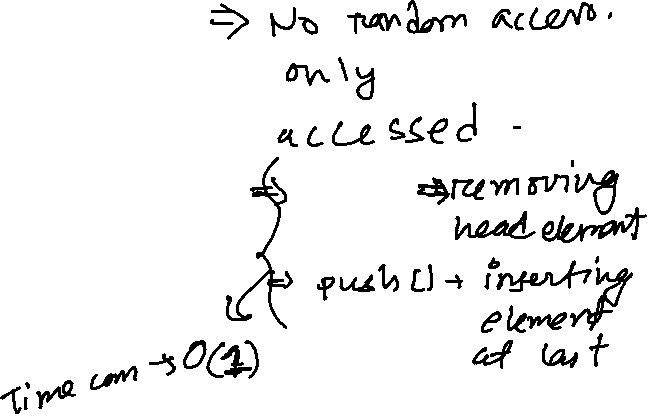 ⇒ No random access.
only
accessed -
⇒ ⇒ removing
head element
⇒ push() → inserting
element
at last
Time com → O(1)